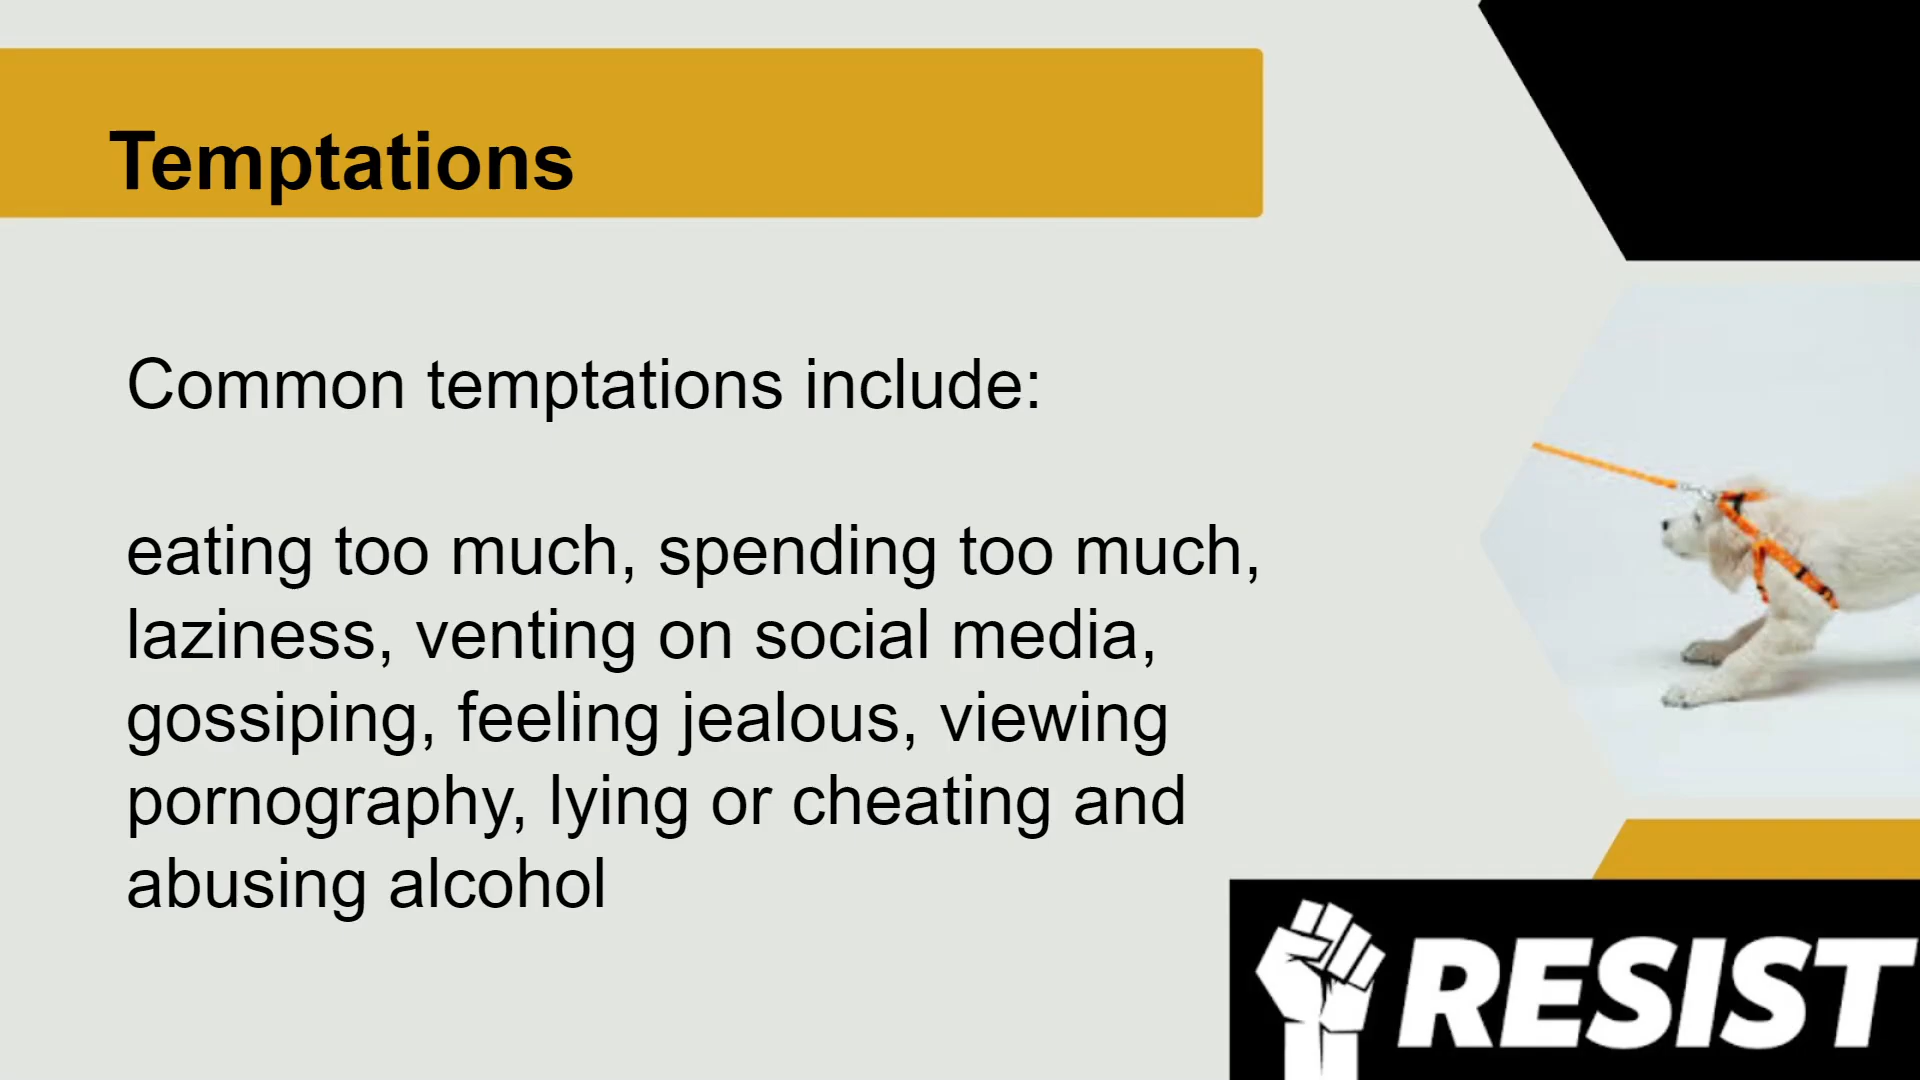 Temptations
Common temptations include:
eating too much, spending too much,
laziness, venting on social media,
gossiping, feeling jealous, viewing
pornography, lying or cheating and
abusing alcohol
RESIST